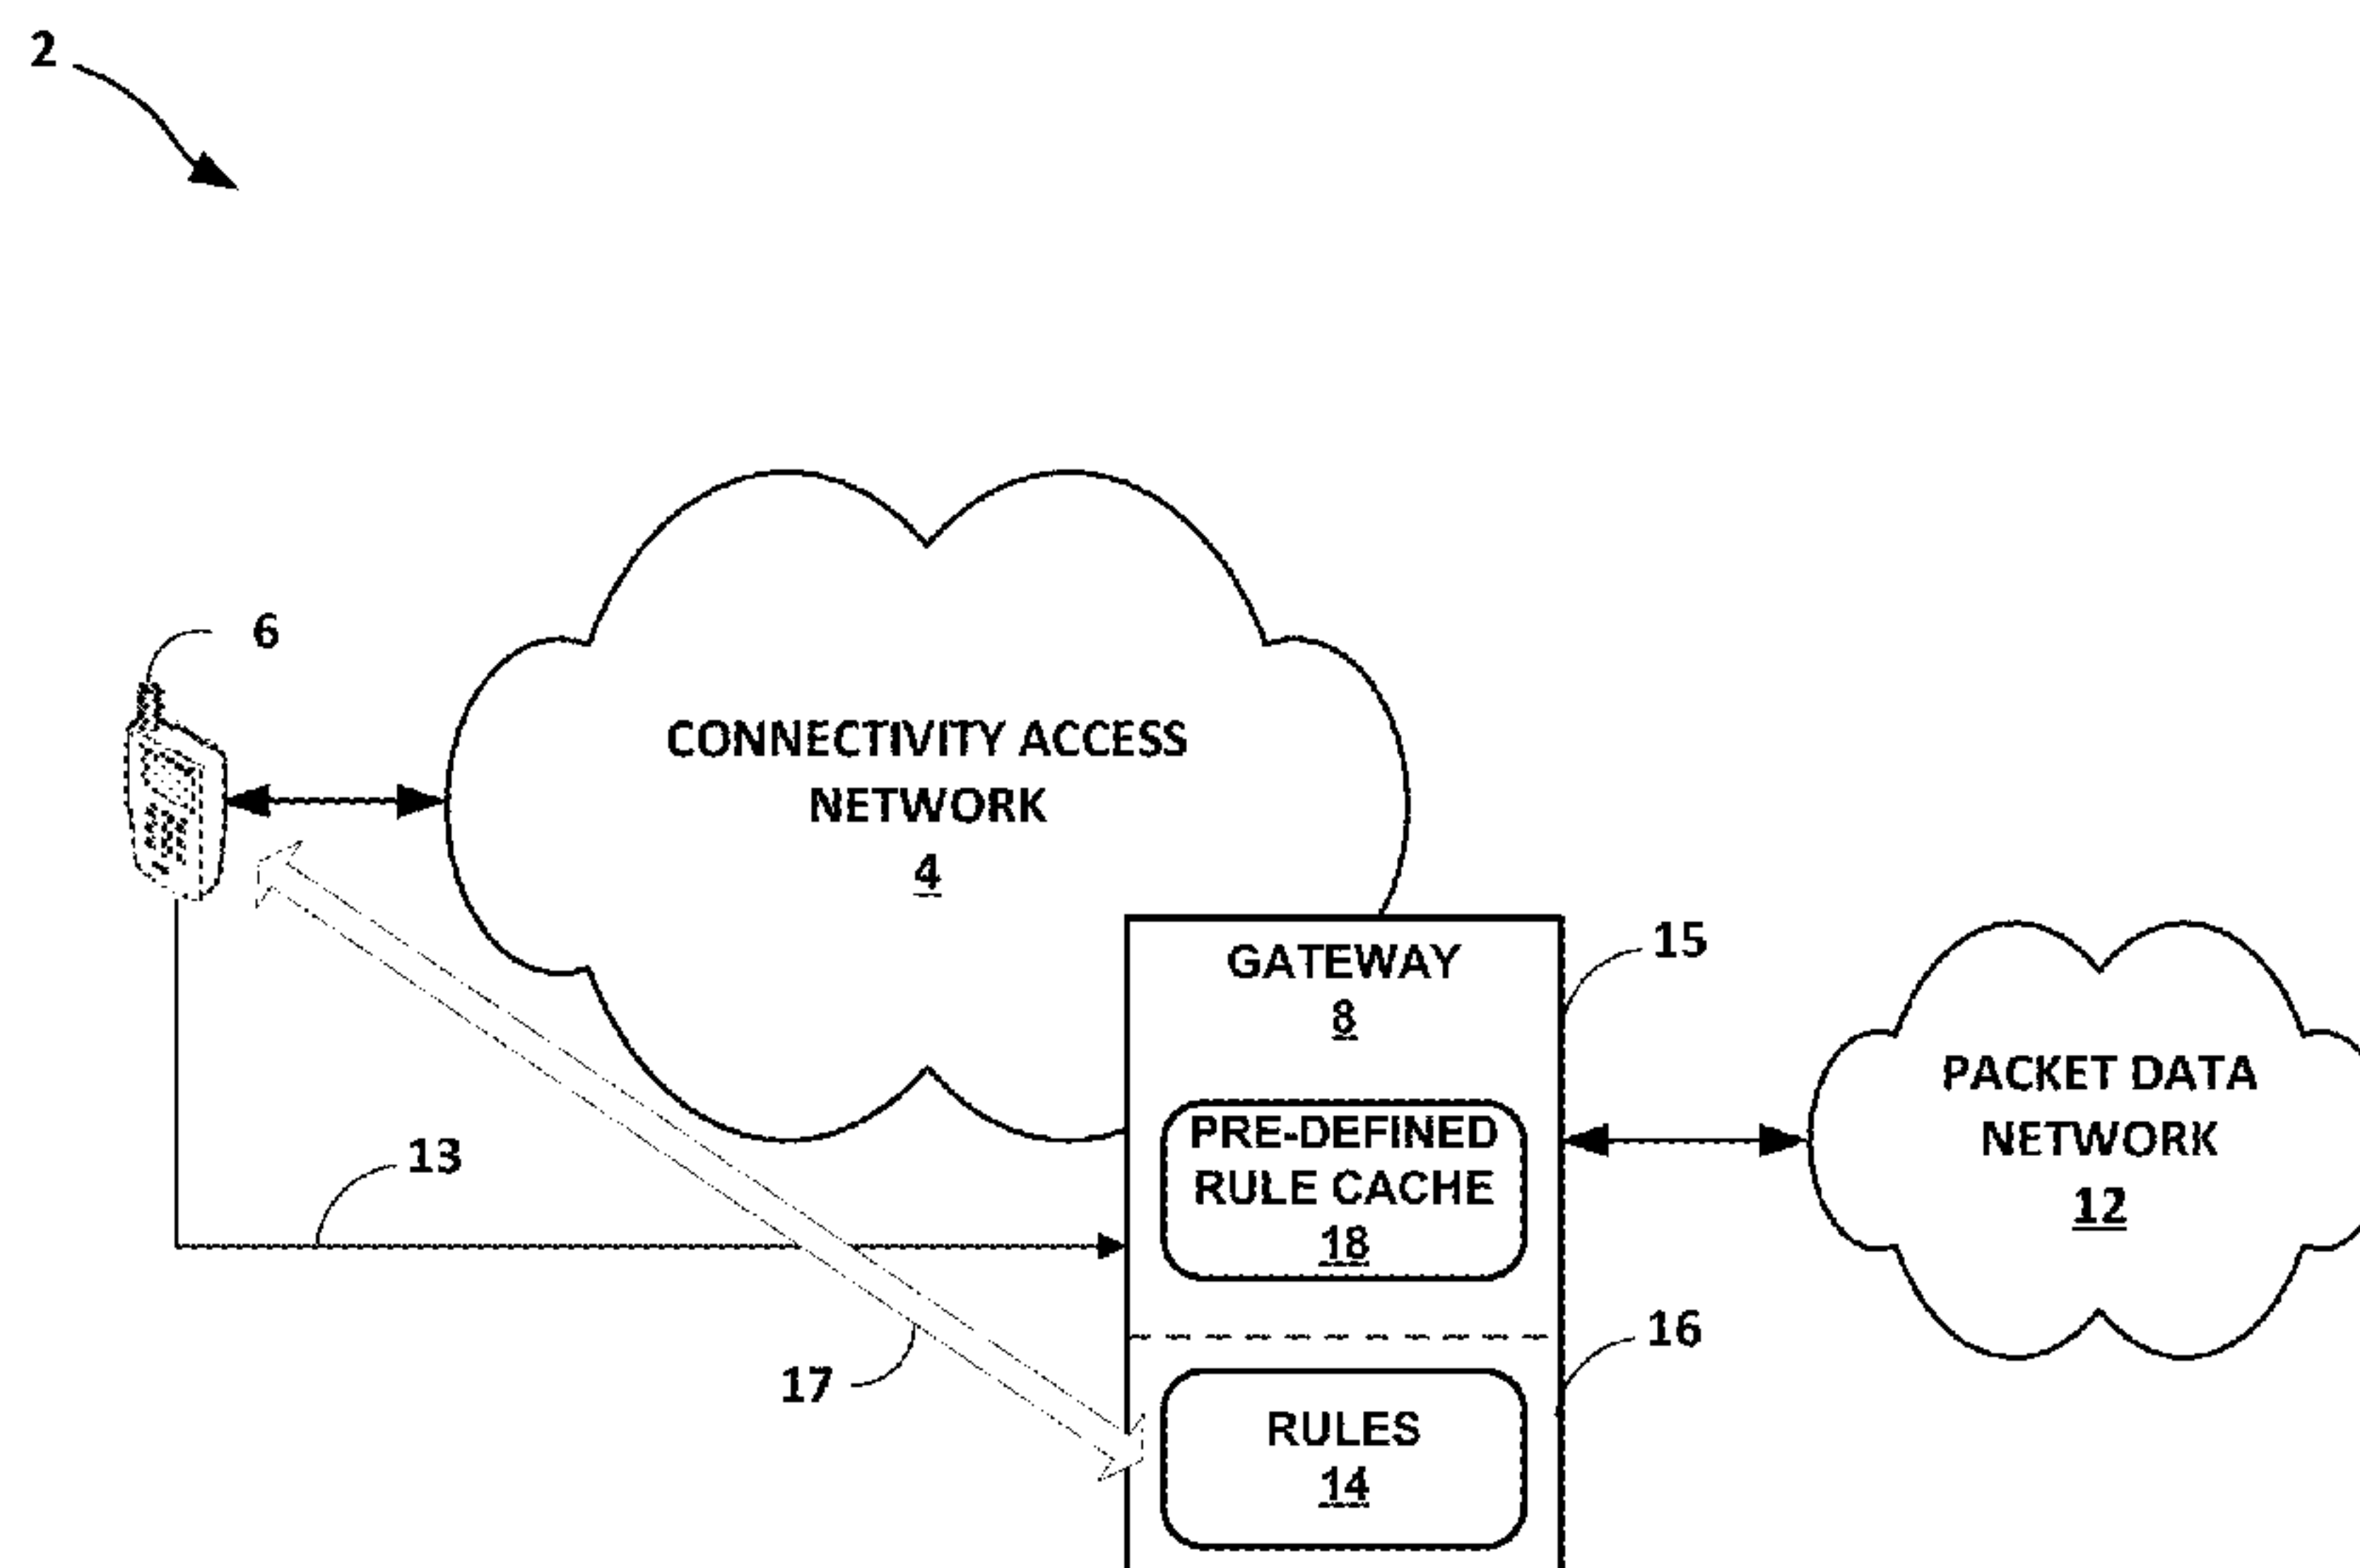 2
6
CONNECTIVITY ACCESS
NETWORK
4
GATEWAY
8
15
PRE-DEFINED
RULE CACHE
18
PACKET DATA
NETWORK
12
13
16
17
RULES
14